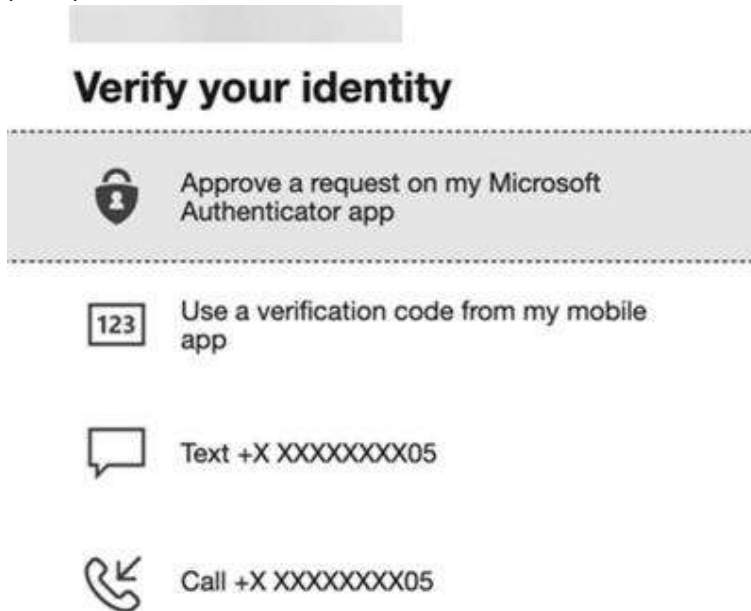 Verify your identity
Approve a request on my Microsoft
Authenticator app
123
Use a verification code from my mobile
app
Text +X XXXXXXXX05
Call +X XXXXXXXX05